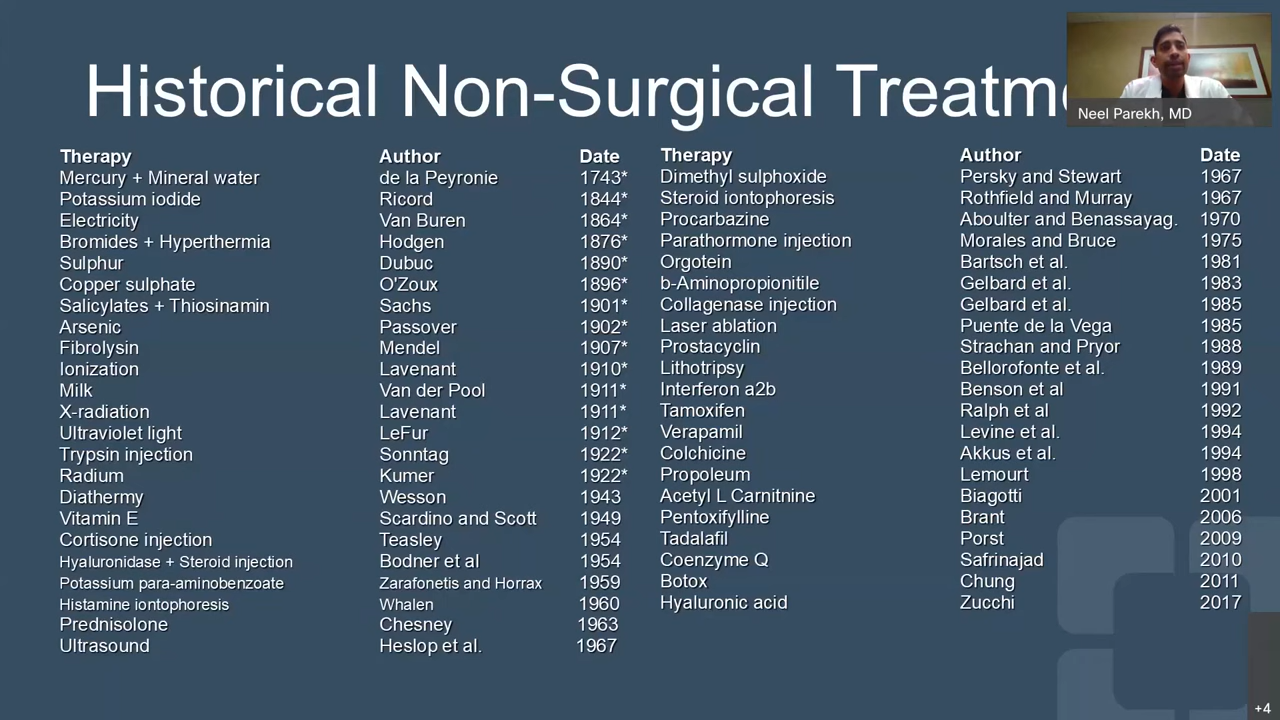 Historical Non-Surgical Treatm
Neel Parekh, MD
Therapy Author Date
Mercury + Mineral water de la Peyronie 1743*
Potassium iodide Ricord 1844*
Electricity Van Buren 1864*
Bromides + Hyperthermia Hodgen 1876*
Sulphur Dubuc 1890*
Copper sulphate O'Zoux 1896*
Salicylates + Thiosinamin Sachs 1901*
Arsenic Passover 1902*
Fibrolysin Mendel 1907*
Ionization Lavenant 1910*
Milk Van der Pool 1911*
X-radiation Lavenant 1911*
Ultraviolet light LeFur 1912*
Trypsin injection Sonntag 1922*
Radium Kumer 1922*
Diathermy Wesson 1943
Vitamin E Scardino and Scott 1949
Cortisone injection Teasley 1954
Hyaluronidase + Steroid injection Bodner et al 1954
Potassium para-aminobenzoate Zarafonetis and Horrax 1959
Histamine iontophoresis Whalen 1960
Prednisolone Chesney 1963
Ultrasound Heslop et al. 1967
Therapy Author Date
Dimethyl sulphoxide Persky and Stewart 1967
Steroid iontophoresis Rothfield and Murray 1967
Procarbazine Aboulter and Benassayag. 1970
Parathormone injection Morales and Bruce 1975
Orgotein Bartsch et al. 1981
b-Aminopropionitile Gelbard et al. 1983
Collagenase injection Gelbard et al. 1985
Laser ablation Puente de la Vega 1985
Prostacyclin Strachan and Pryor 1988
Lithotripsy Bellorofonte et al. 1989
Interferon a2b Benson et al 1991
Tamoxifen Ralph et al 1992
Verapamil Levine et al. 1994
Colchicine Akkus et al. 1994
Propoleum Lemourt 1998
Acetyl L Carnitnine Biagotti 2001
Pentoxifylline Brant 2006
Tadalafil Porst 2009
Coenzyme Q Safrinajad 2010
Botox Chung 2011
Hyaluronic acid Zucchi 2017
+4